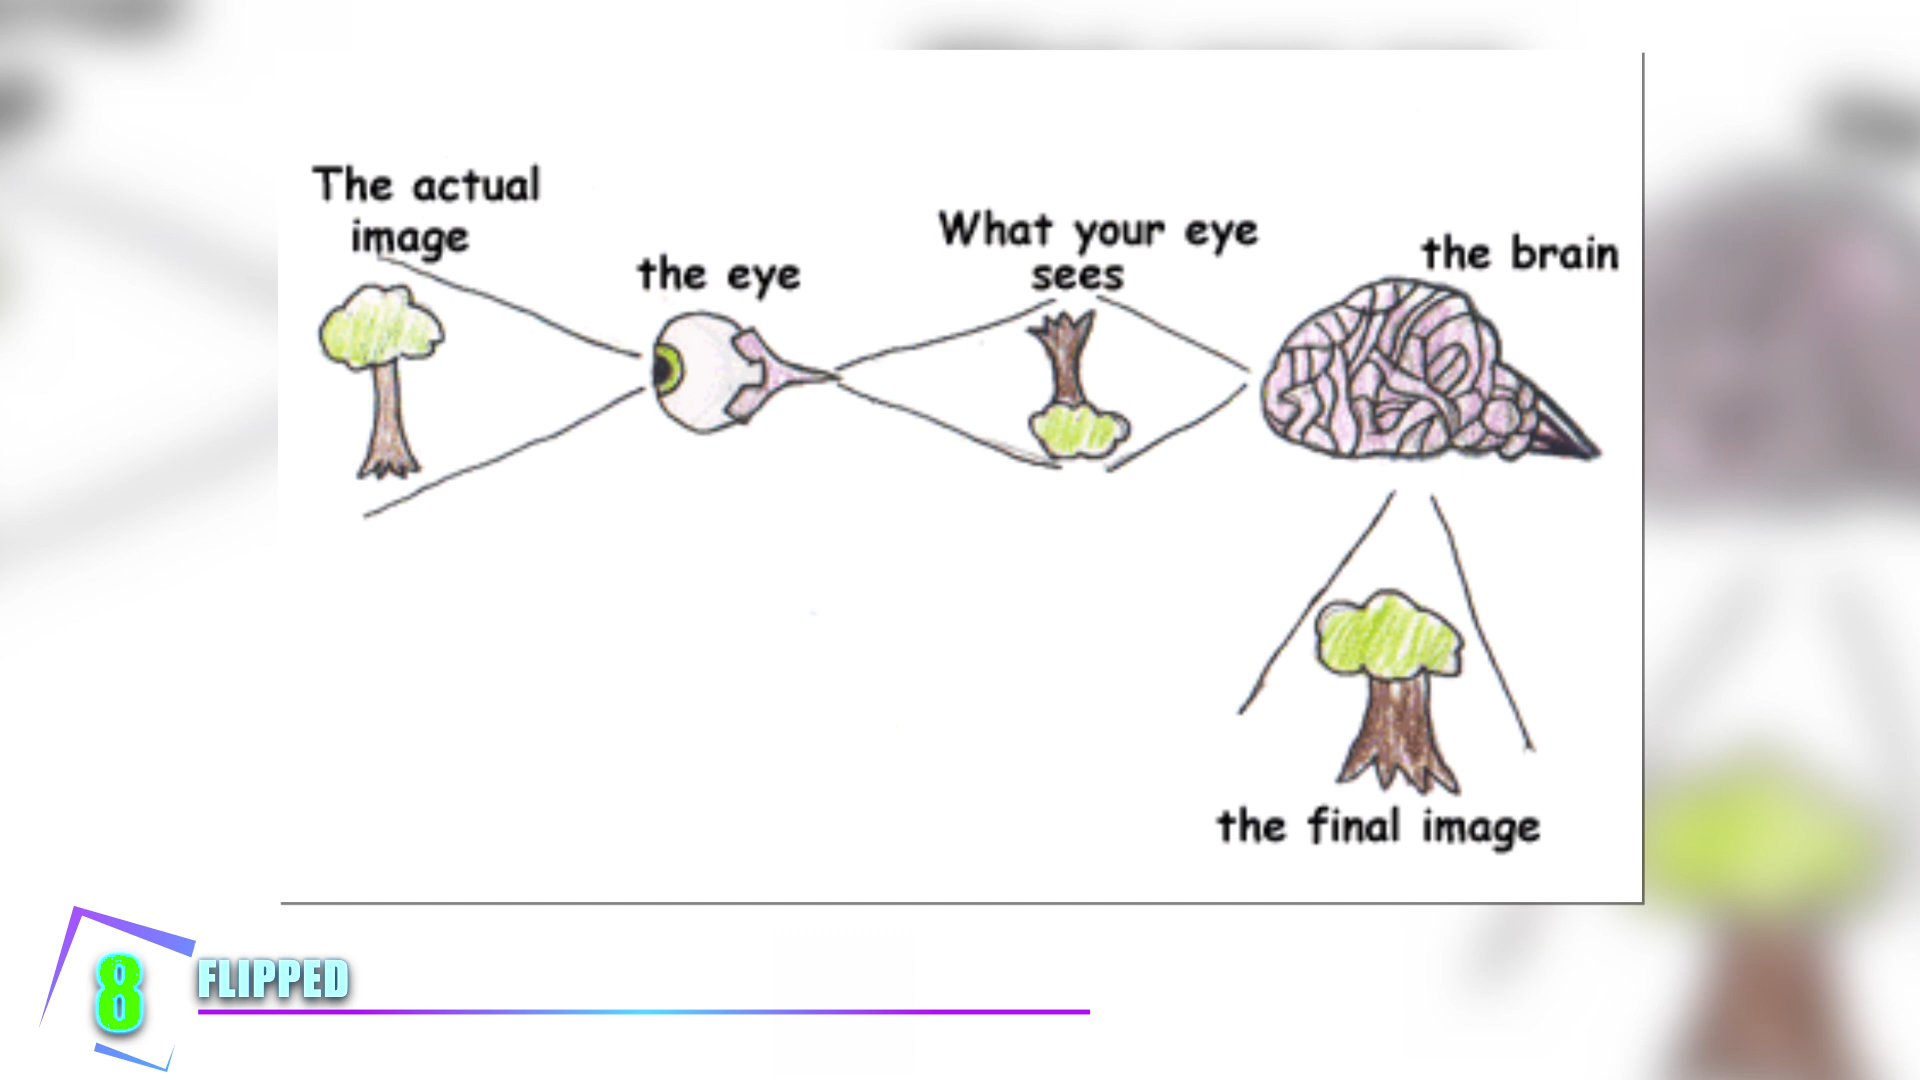 The actual
image
the eye
What your eye
sees
the brain
the final image
8
FLIPPED